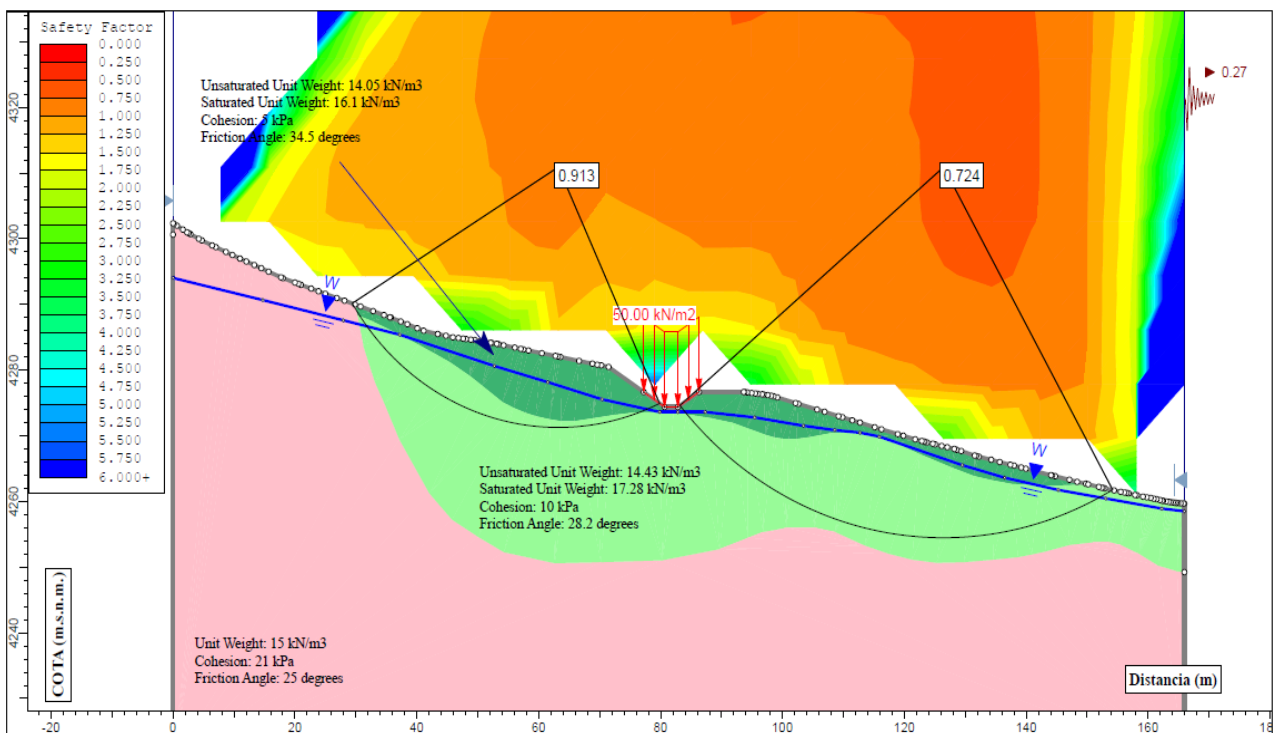 Safety Factor
0.000
0.250
0.500
0.750
1.000
1.250
1.500
1.750
2.000
2.250
2.500
2.750
3.000
3.250
3.500
3.750
4.000
4.250
4.500
4.750
5.000
5.250
5.500
5.750
6.000+
Unsaturated Unit Weight: 14.05 kN/m3
Saturated Unit Weight: 16.1 kN/m3
Cohesion: 5 kPa
Friction Angle: 34.5 degrees
0.27
0.913
0.724
W
50.00 kN/m2
W
Unsaturated Unit Weight: 14.43 kN/m3
Saturated Unit Weight: 17.28 kN/m3
Cohesion: 10 kPa
Friction Angle: 28.2 degrees
Unit Weight: 15 kN/m3
Cohesion: 21 kPa
Friction Angle: 25 degrees
COTA (m.s.n.m.)
Distancia (m)
4320
4300
4280
4260
4240
-20
0
20
40
60
80
100
120
140
160
180